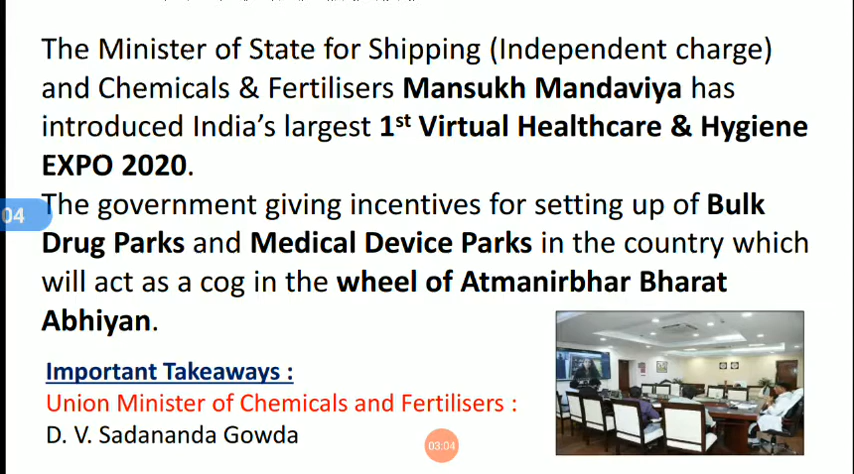 The Minister of State for Shipping (Independent charge)
and Chemicals & Fertilisers Mansukh Mandaviya has
introduced India’s largest 1st Virtual Healthcare & Hygiene
EXPO 2020.
The government giving incentives for setting up of Bulk
04
Drug Parks and Medical Device Parks in the country which
will act as a cog in the wheel of Atmanirbhar Bharat
Abhiyan.
Important Takeaways :
Union Minister of Chemicals and Fertilisers :
D. V. Sadananda Gowda
03:04